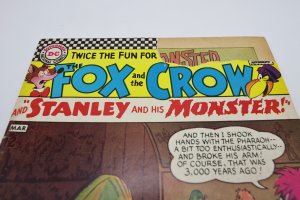 DC
TWICE THE FUN FOR
THE
FOX and the CROW
AND "STANLEY AND HIS MONSTER!"
MAR.
AND THEN I SHOOK
HANDS WITH THE PHARAOH--
A BIT TOO ENTHUSIASTICALLY--
AND BROKE HIS ARM!
OF COURSE, THAT WAS
3,000 YEARS AGO!